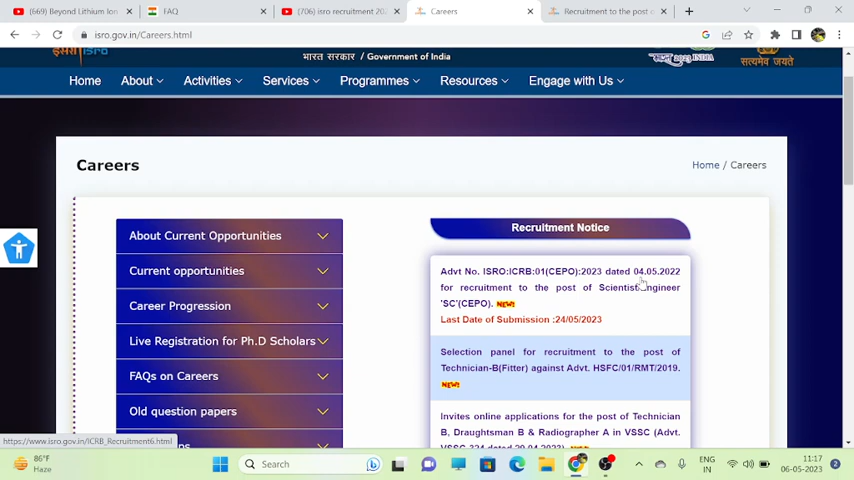 (669) Beyond Lithium Ion
FAQ
(706) isro recruitment 202
Careers
Recruitment to the post o
isro.gov.in/Careers.html
इसरो isro
भारत सरकार / Government of India
2023 INDIA
सत्यमेव जयते
Home
About
Activities
Services
Programmes
Resources
Engage with Us
Careers
Home / Careers
About Current Opportunities
Current opportunities
Career Progression
Live Registration for Ph.D Scholars
FAQs on Careers
Old question papers
Recruitment Notice
Advt No. ISRO:ICRB:01(CEPO):2023 dated 04.05.2022
for recruitment to the post of Scientist/Engineer
'SC'(CEPO). NEW!
Last Date of Submission :24/05/2023
Selection panel for recruitment to the post of
Technician-B(Fitter) against Advt. HSFC/01/RMT/2019.
NEW!
Invites online applications for the post of Technician
B, Draughtsman B & Radiographer A in VSSC (Advt.
https://www.isro.gov.in/ICRB_Recruitment6.html
86°F
Haze
Search
ENG
IN
11:17
06-05-2023
2